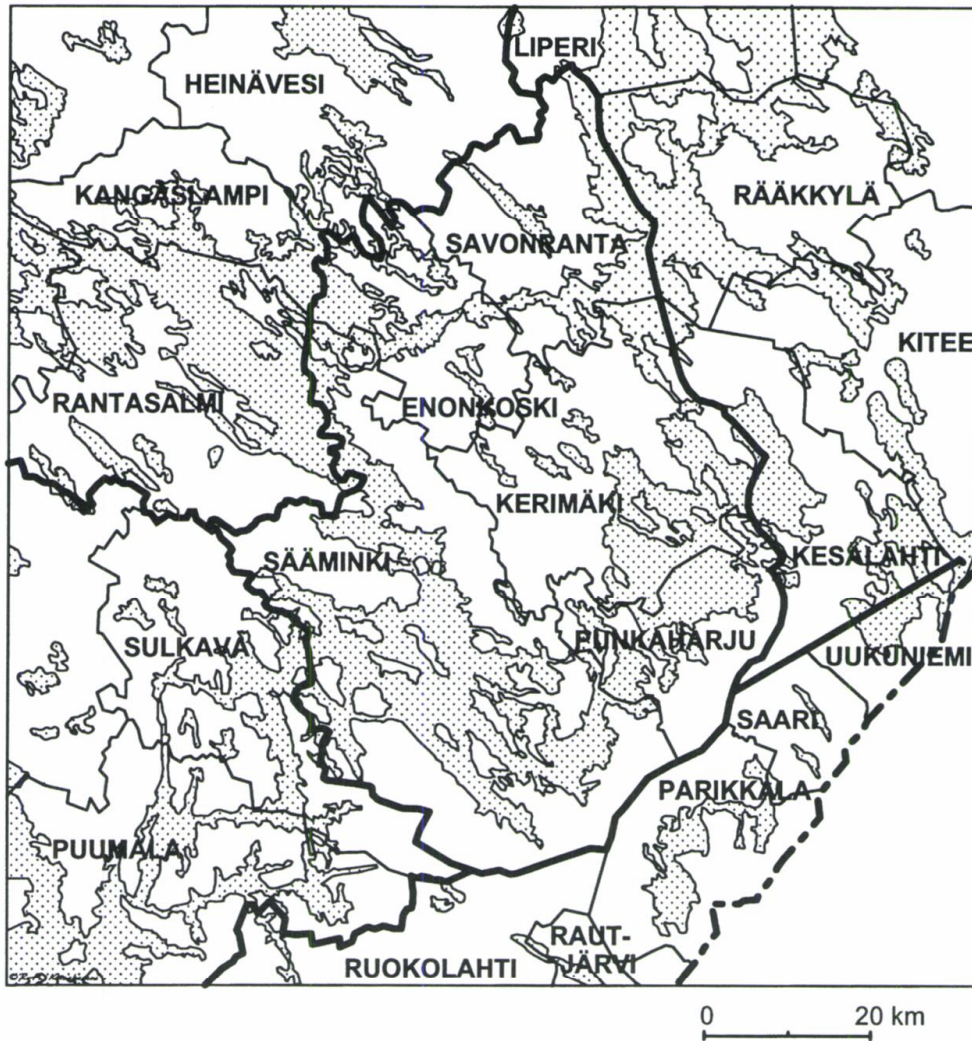 LIPERI
HEINÄVESI
KANGASLAMPI
RÄÄKKYLÄ
SAVONRANTA
KITEE
RANTASALMI
ENONKOSKI
KERIMÄKI
SÄÄMINKI
KESÄLAHTI
SULKAVA
PUNKAHARJU
UUKUNIEMI
SAARI
PARIKKALA
PUUMALA
RAUT-
JÄRVI
RUOKOLAHTI
0 20 km